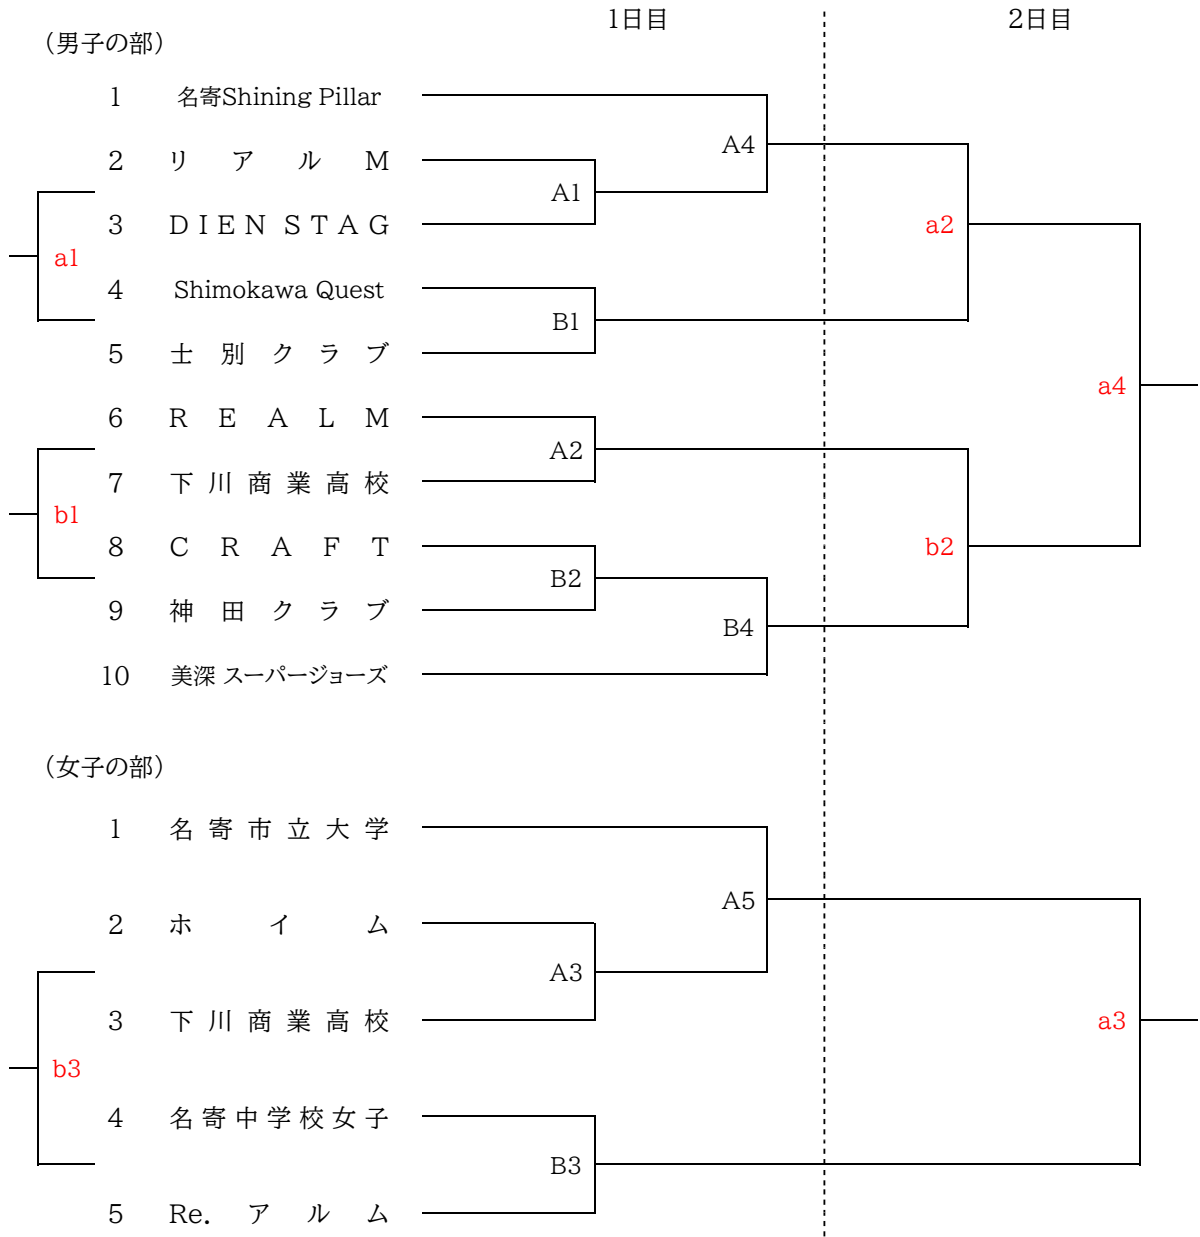 1日目 2日目
（男子の部）
1 名寄Shining Pillar
A4
2 リアルM
A1
3 DIENSTAG
a2
a1
4 Shimokawa Quest
B1
5 士別クラブ
a4
6 REALM
A2
7 下川商業高校
b1
8 CRAFT
b2
B2
9 神田クラブ
B4
10 美深 スーパージョーズ
（女子の部）
1 名寄市立大学
A5
2 ホイム
A3
3 下川商業高校
a3
b3
4 名寄中学校女子
B3
5 Re．アルム